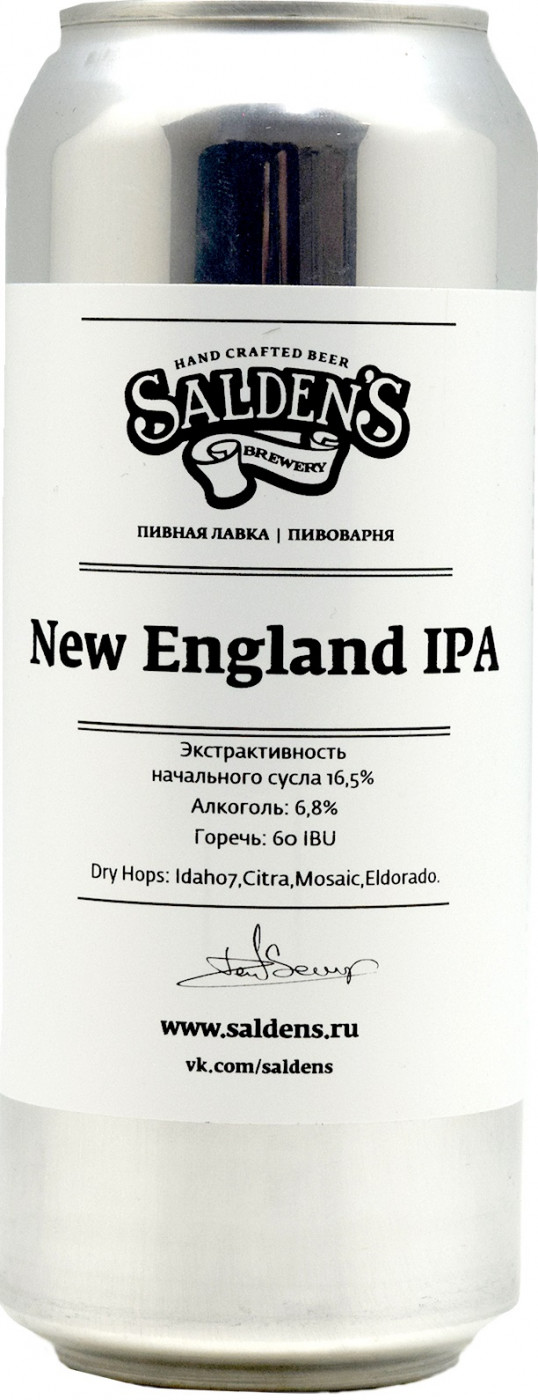 HAND CRAFTED BEER
SALDEN'S
BREWERY
ПИВНАЯ ЛАВКА | ПИВОВАРНЯ
New England IPA
Экстрактивность
начального сусла 16,5%
Алкоголь: 6,8%
Горечь: 60 IBU
Dry Hops: Idaho7,Citra,Mosaic,Eldorado.
www.saldens.ru
vk.com/saldens